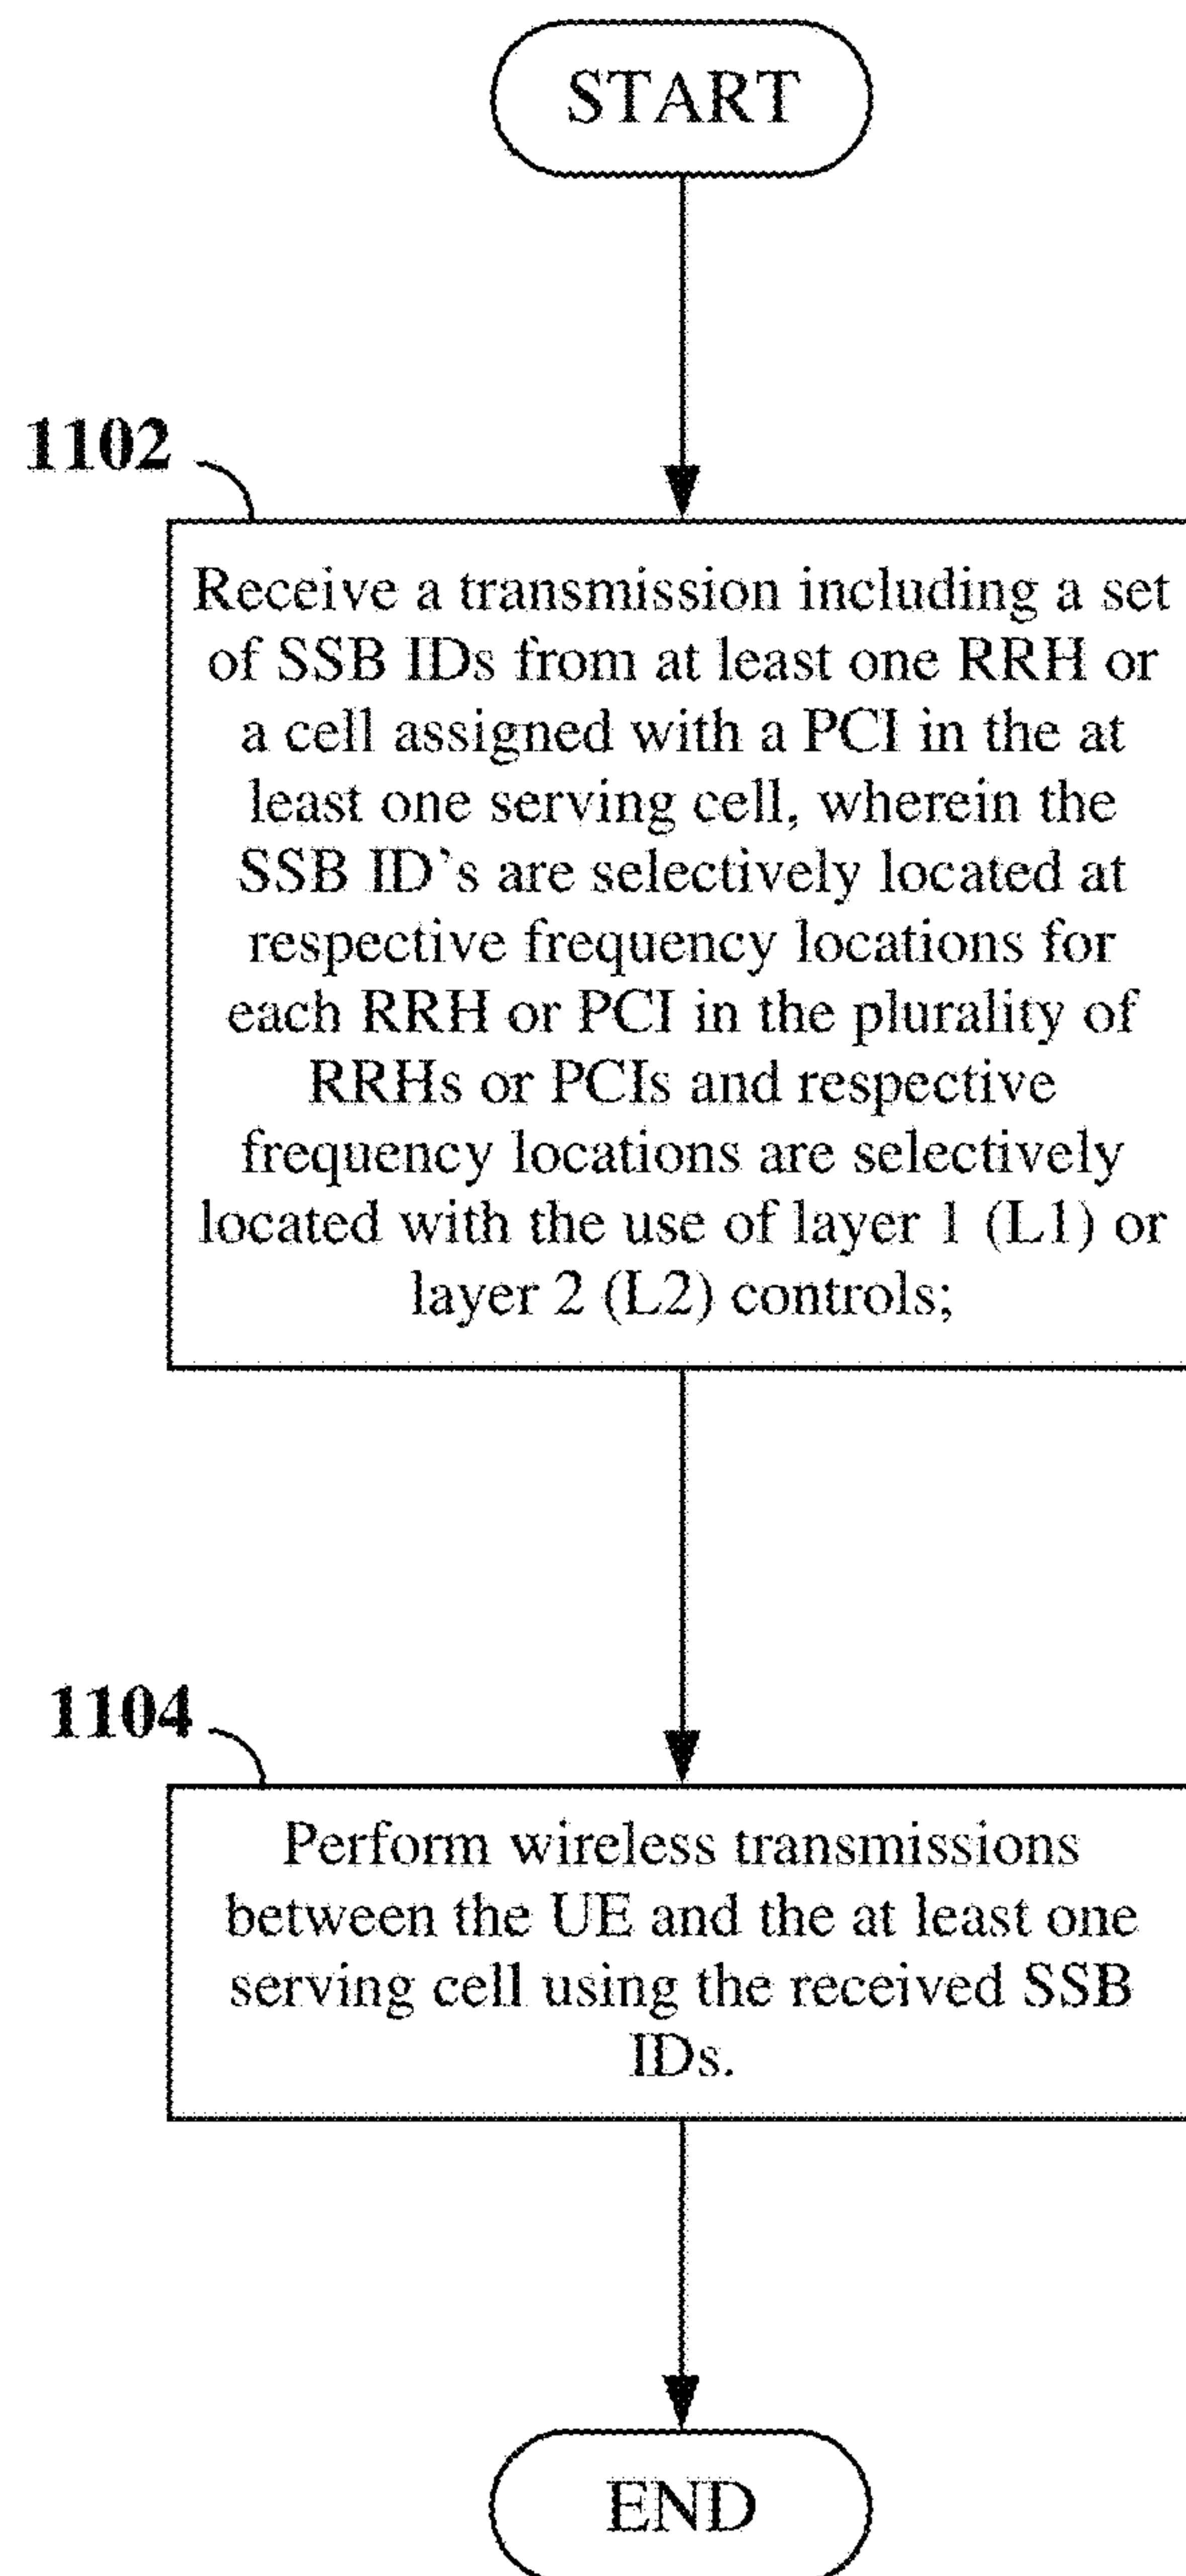 START
1102
Receive a transmission including a set
of SSB IDs from at least one RRH or
a cell assigned with a PCI in the at
least one serving cell, wherein the
SSB ID's are selectively located at
respective frequency locations for
each RRH or PCI in the plurality of
RRHs or PCIs and respective
frequency locations are selectively
located with the use of layer 1 (L1) or
layer 2 (L2) controls;
1104
Perform wireless transmissions
between the UE and the at least one
serving cell using the received SSB
IDs.
END